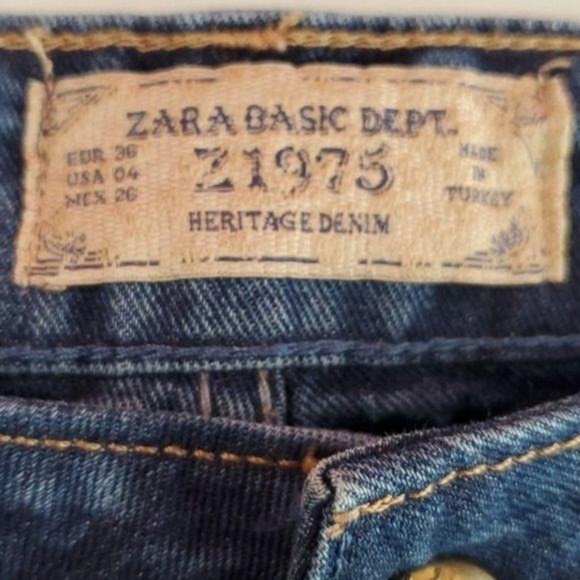 ZARA BASIC DEPT.
EUR 36
USA 04
MEX 26
Z1975
MADE
IN
TURKEY
HERITAGE DENIM